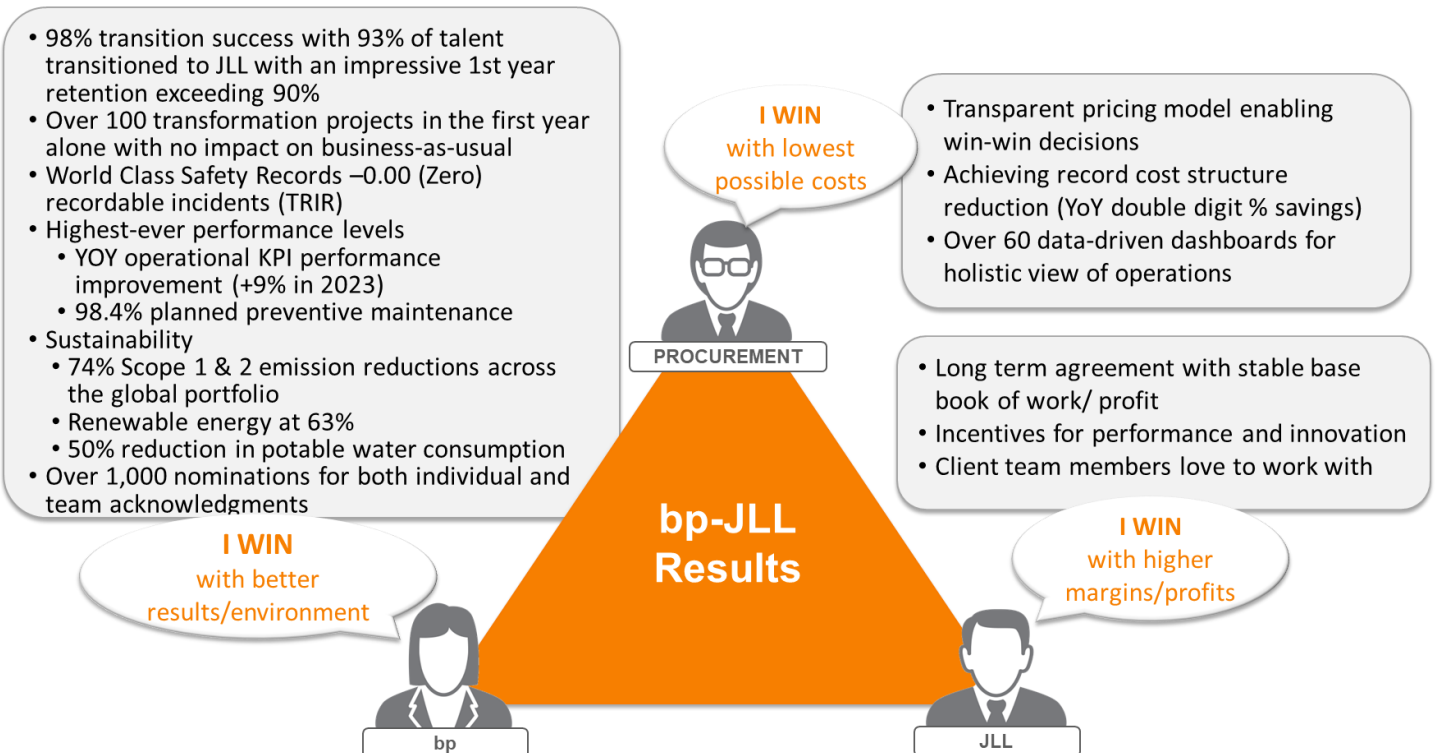 • 98% transition success with 93% of talent
transitioned to JLL with an impressive 1st year
retention exceeding 90%
• Over 100 transformation projects in the first year
alone with no impact on business-as-usual
• World Class Safety Records –0.00 (Zero)
recordable incidents (TRIR)
• Highest-ever performance levels
• YOY operational KPI performance
improvement (+9% in 2023)
• 98.4% planned preventive maintenance
• Sustainability
• 74% Scope 1 & 2 emission reductions across
the global portfolio
• Renewable energy at 63%
• 50% reduction in potable water consumption
• Over 1,000 nominations for both individual and
team acknowledgments
I WIN
with better
results/environment
bp
I WIN
with lowest
possible costs
PROCUREMENT
• Transparent pricing model enabling
win-win decisions
• Achieving record cost structure
reduction (YoY double digit % savings)
• Over 60 data-driven dashboards for
holistic view of operations
• Long term agreement with stable base
book of work/ profit
• Incentives for performance and innovation
• Client team members love to work with
I WIN
with higher
margins/profits
JLL
bp-JLL
Results